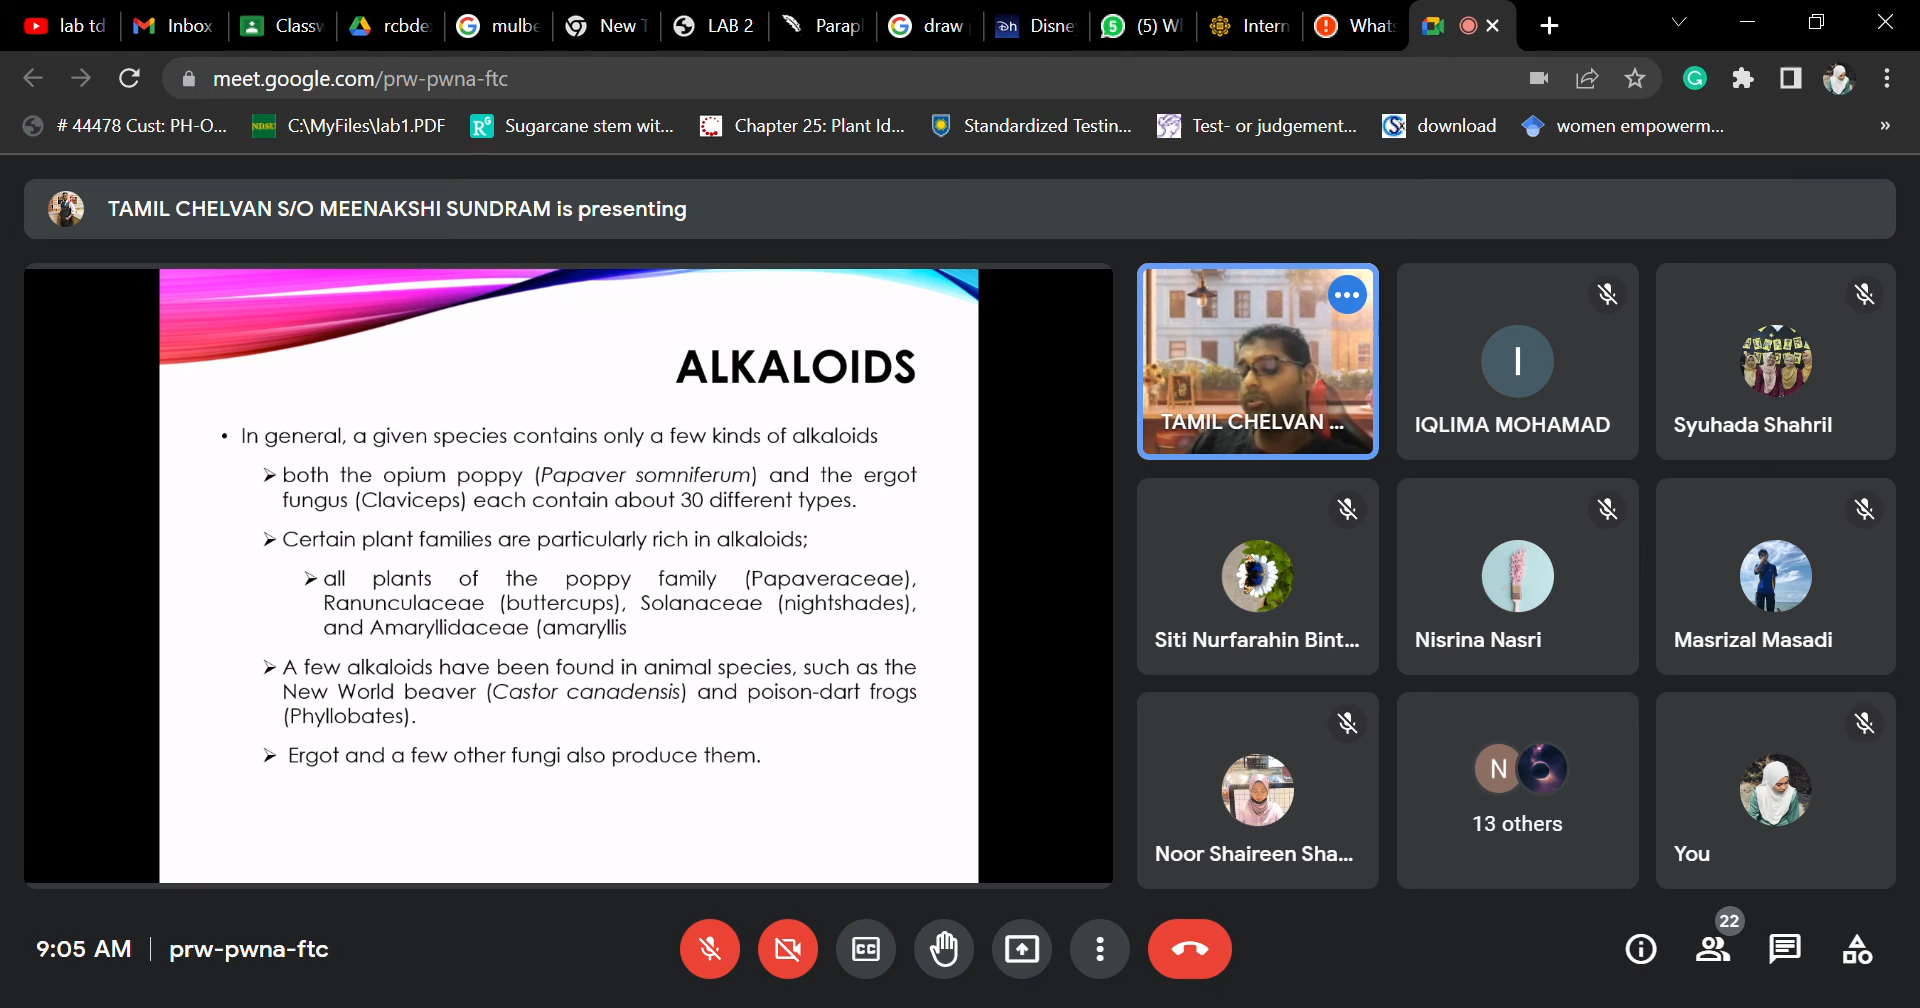 lab td
Inbox
Classv
rcbde
mulbe
New T
LAB 2
Parapl
draw
Disne
(5) W
Intern
Whats
meet.google.com/prw-pwna-ftc
# 44478 Cust: PH-O...
NDSU
C:\MyFiles\lab1.PDF
Sugarcane stem wit...
Chapter 25: Plant Id...
Standardized Testin...
Test- or judgement...
download
women empowerm...
»
TAMIL CHELVAN S/O MEENAKSHI SUNDRAM is presenting
ALKALOIDS
• In general, a given species contains only a few kinds of alkaloids
➢ both the opium poppy (Papaver somniferum) and the ergot
fungus (Claviceps) each contain about 30 different types.
➢ Certain plant families are particularly rich in alkaloids;
➢ all plants of the poppy family (Papaveraceae),
Ranunculaceae (buttercups), Solanaceae (nightshades),
and Amaryllidaceae (amaryllis
➢ A few alkaloids have been found in animal species, such as the
New World beaver (Castor canadensis) and poison-dart frogs
(Phyllobates).
➢ Ergot and a few other fungi also produce them.
TAMIL CHELVAN ...
I
IQLIMA MOHAMAD
Syuhada Shahril
Siti Nurfarahin Bint...
Nisrina Nasri
Masrizal Masadi
Noor Shaireen Sha...
N
13 others
You
9:05 AM | prw-pwna-ftc
CC
22